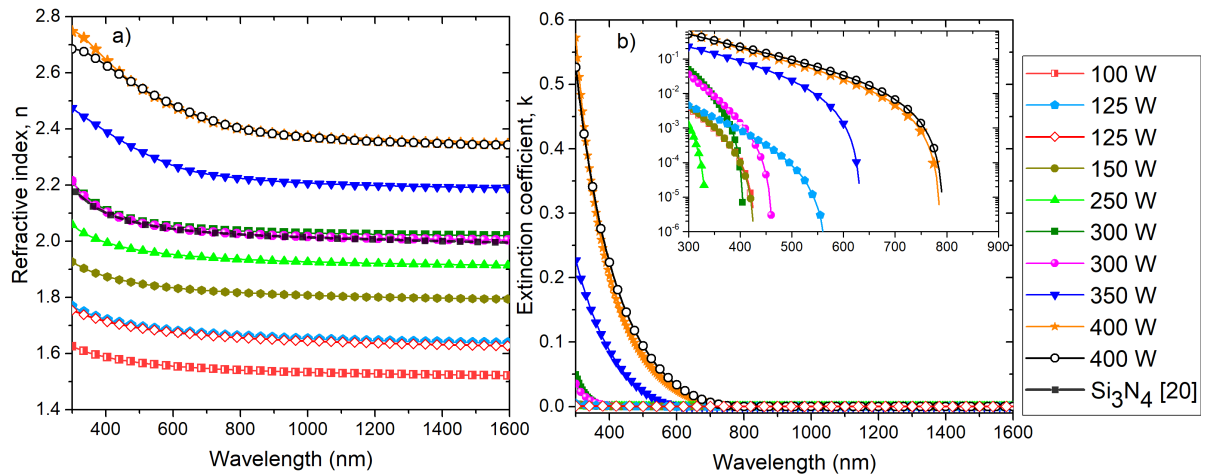 a)
2.8
2.6
2.4
2.2
2.0
1.8
1.6
1.4
Refractive index, n
400 600 800 1000 1200 1400 1600
Wavelength (nm)
b)
0.6
0.5
0.4
0.3
0.2
0.1
0.0
Extinction coefficient, k
400 600 800 1000 1200 1400 1600
Wavelength (nm)
10-1
10-2
10-3
10-4
10-5
10-6
300 400 500 600 700 800 900
100 W
125 W
125 W
150 W
250 W
300 W
300 W
350 W
400 W
400 W
Si3N4 [20]